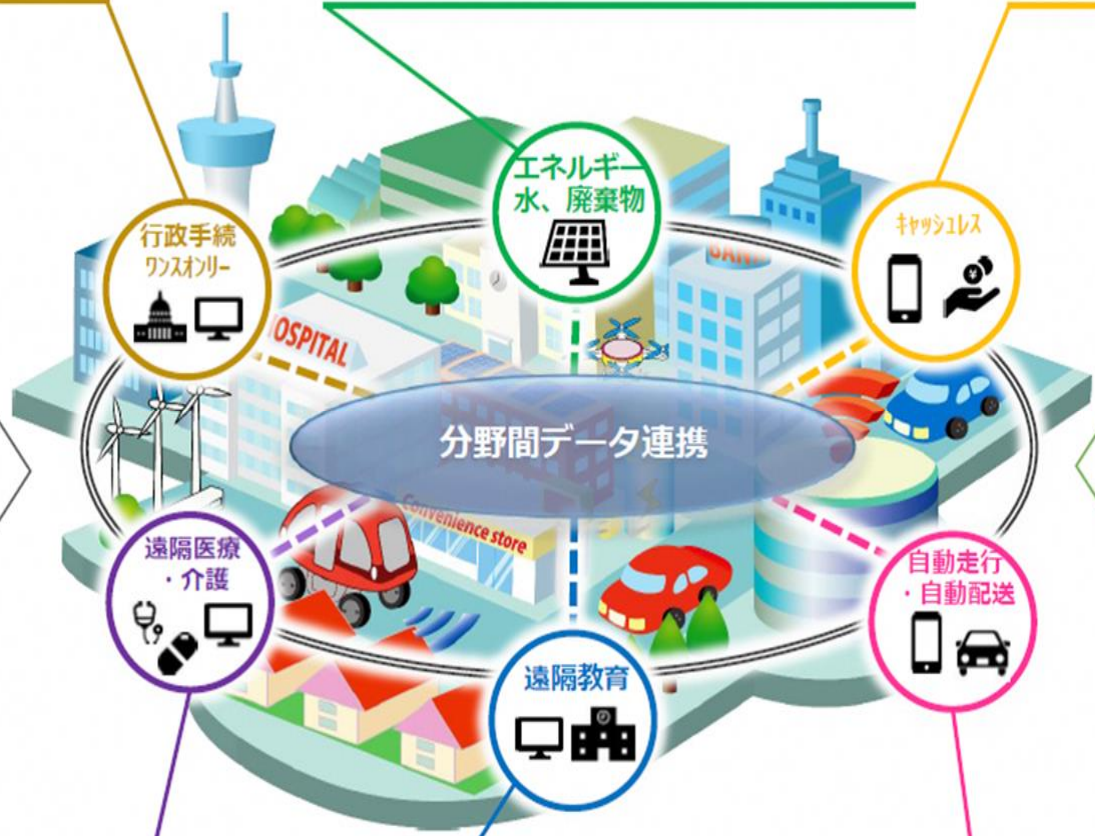 エネルギー
水、廃棄物
行政手続
ﾜﾝｽｵﾝﾘｰ
ｷｬｯｼｭﾚｽ
¥
BANK
OSPITAL
分野間データ連携
Convenience store
遠隔医療
・介護
自動走行
・自動配送
遠隔教育